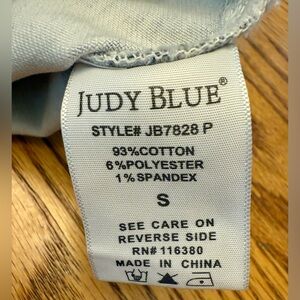 JUDY BLUE®
STYLE# JB7828 P
93%COTTON
6%POLYESTER
1%SPANDEX
S
SEE CARE ON
REVERSE SIDE
RN# 116380
MADE IN CHINA